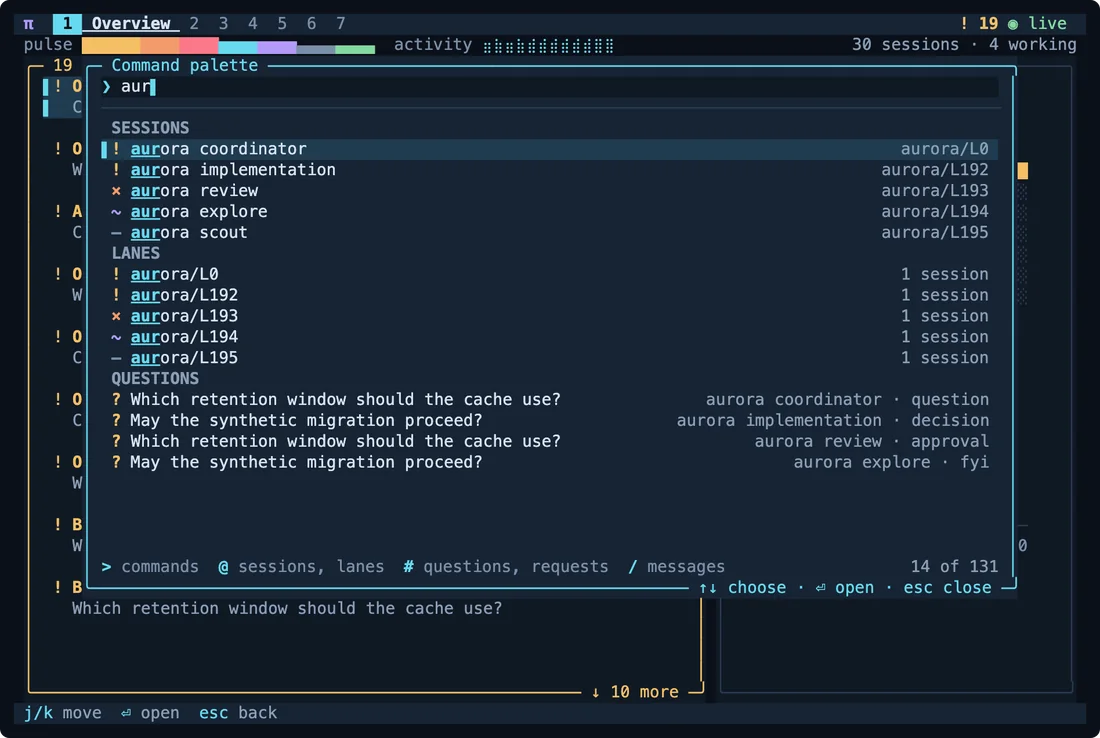 π 1 Overview 2 3 4 5 6 7 ! 19 ◉ live
pulse activity 30 sessions · 4 working
19 Command palette
! O ❯ aur
C
SESSIONS
! O ! aurora coordinator aurora/L0
W ! aurora implementation aurora/L192
× aurora review aurora/L193
! A ~ aurora explore aurora/L194
C — aurora scout aurora/L195
LANES
! O ! aurora/L0 1 session
W ! aurora/L192 1 session
× aurora/L193 1 session
! O ~ aurora/L194 1 session
C — aurora/L195 1 session
QUESTIONS
! O ? Which retention window should the cache use? aurora coordinator · question
C ? May the synthetic migration proceed? aurora implementation · decision
? Which retention window should the cache use? aurora review · approval
! O ? May the synthetic migration proceed? aurora explore · fyi
W
! B
W 0
> commands @ sessions, lanes # questions, requests / messages 14 of 131
! B ↑↓ choose · ⏎ open · esc close
Which retention window should the cache use?
↓ 10 more
j/k move ⏎ open esc back